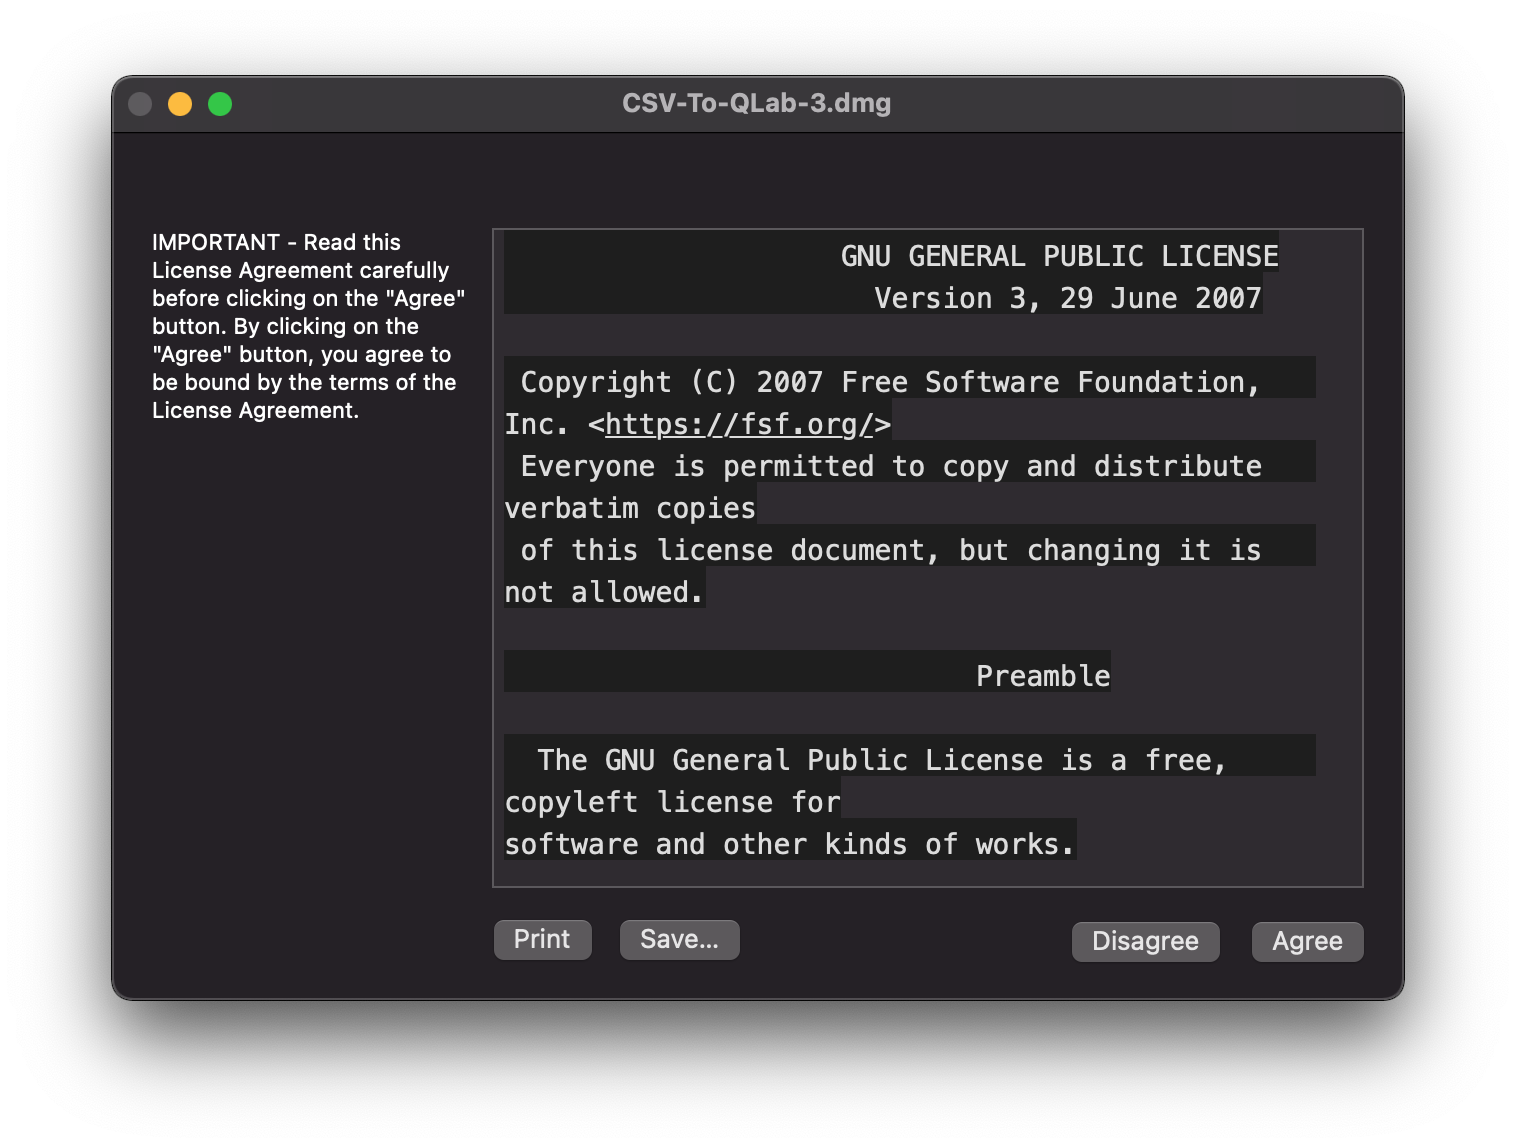 CSV-To-QLab-3.dmg
IMPORTANT - Read this
License Agreement carefully
before clicking on the "Agree"
button. By clicking on the
"Agree" button, you agree to
be bound by the terms of the
License Agreement.
GNU GENERAL PUBLIC LICENSE
Version 3, 29 June 2007
Copyright (C) 2007 Free Software Foundation,
Inc. <https://fsf.org/>
Everyone is permitted to copy and distribute
verbatim copies
of this license document, but changing it is
not allowed.
Preamble
The GNU General Public License is a free,
copyleft license for
software and other kinds of works.
Print Save... Disagree Agree